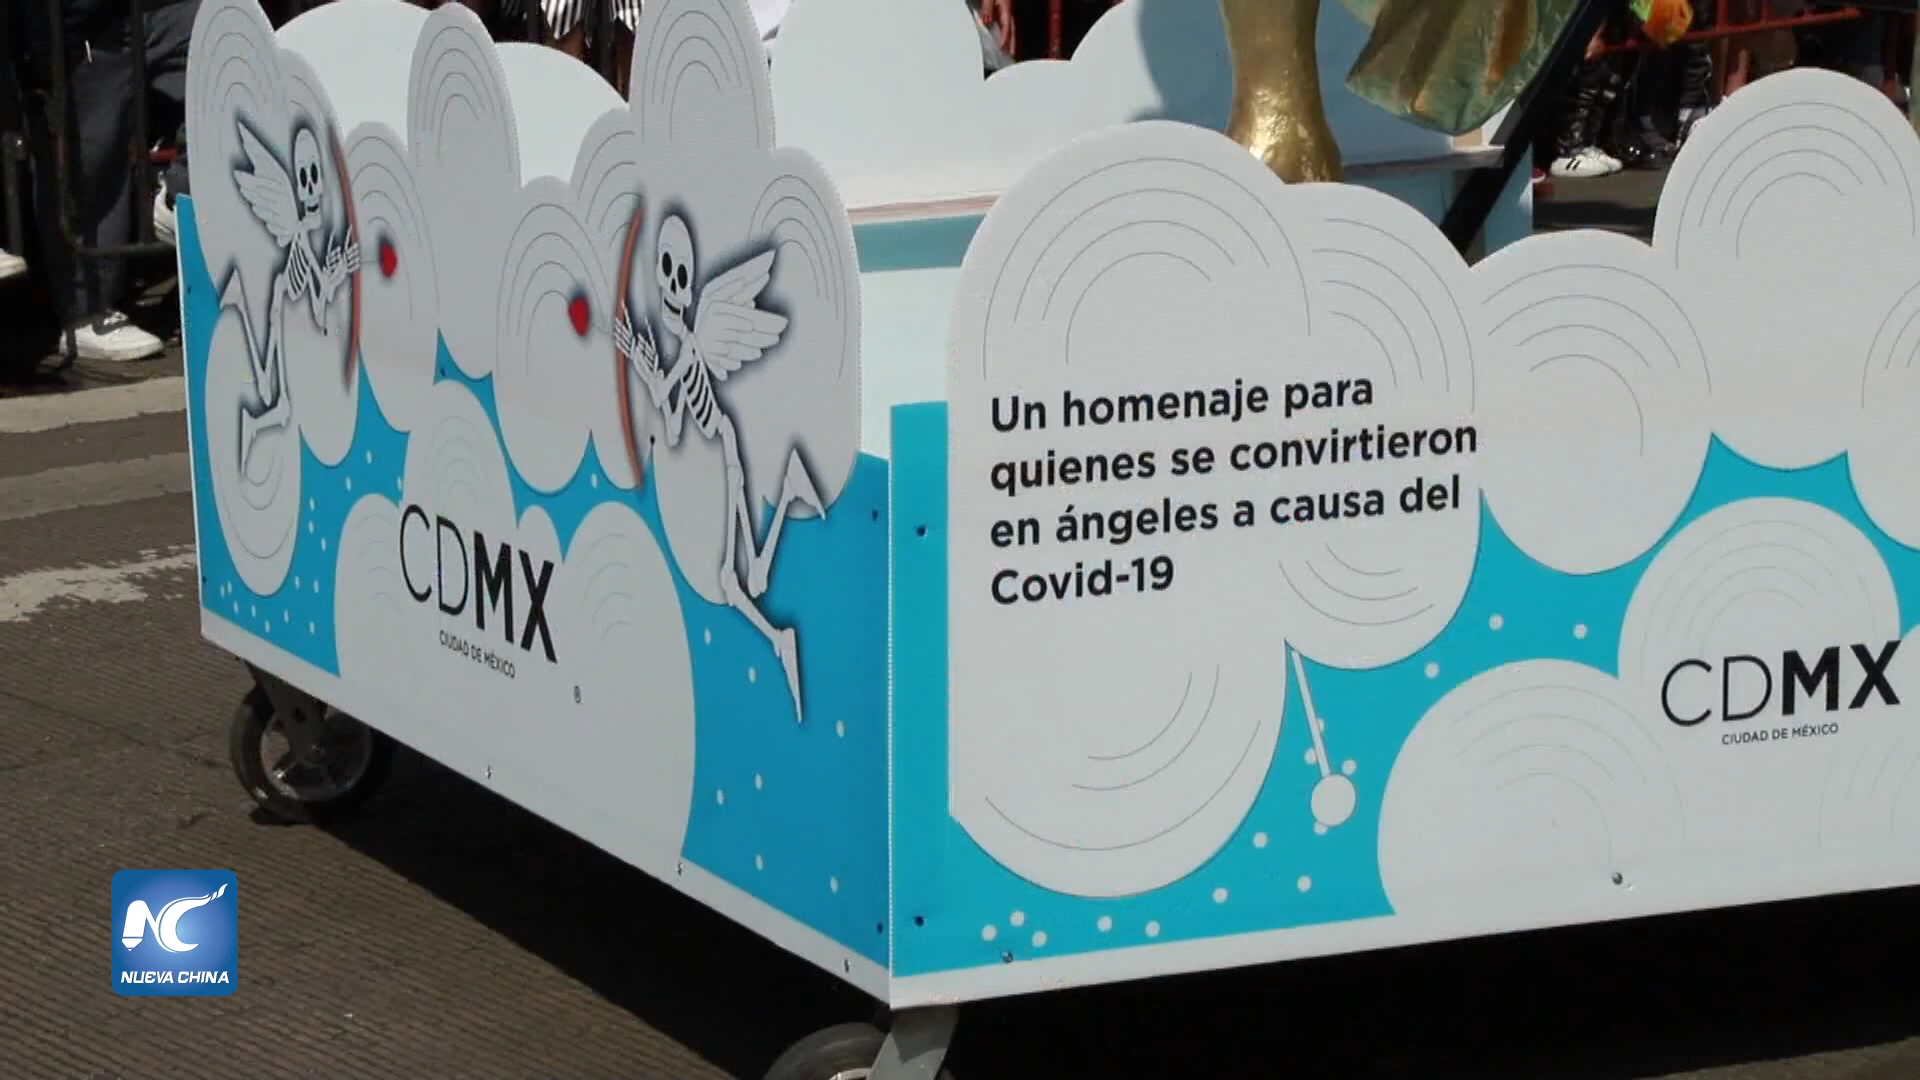 Un homenaje para
quienes se convirtieron
en ángeles a causa del
Covid-19
CDMX
CIUDAD DE MÉXICO
®
CDMX
CIUDAD DE MÉXICO
NC
NUEVA CHINA